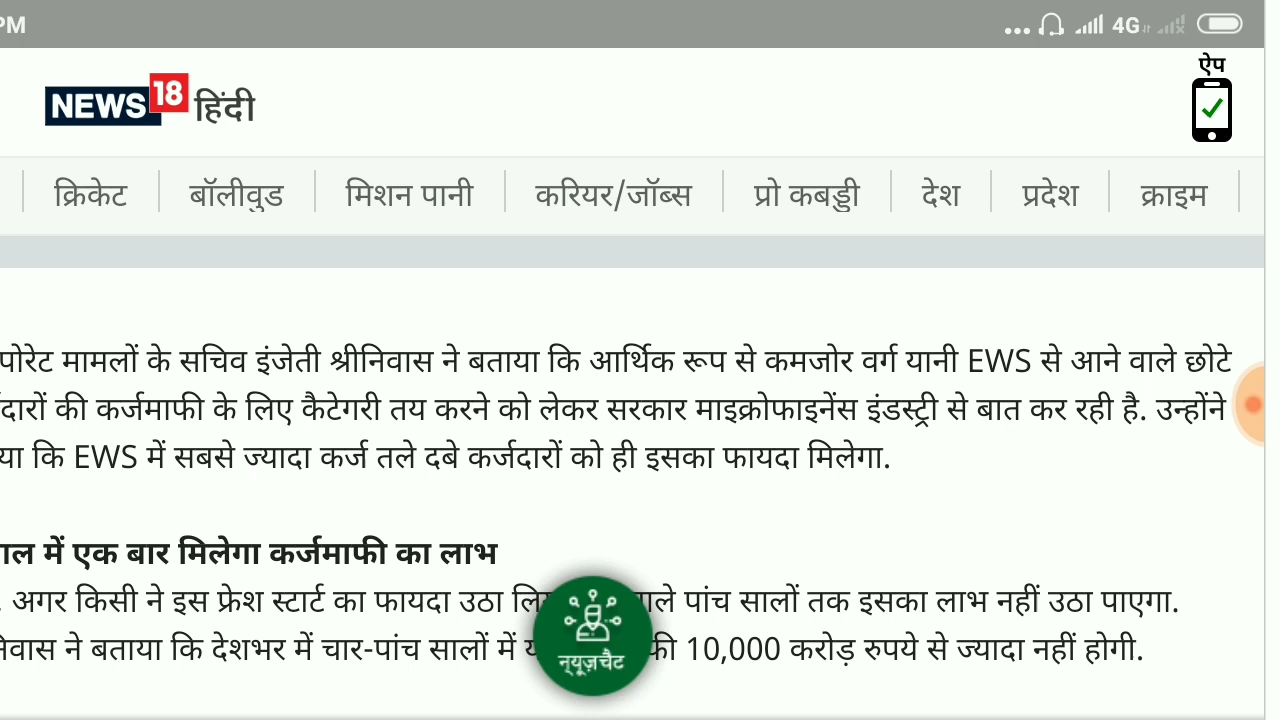 PM
4G
ऐप
NEWS 18 हिंदी
क्रिकेट बॉलीवुड मिशन पानी करियर/जॉब्स प्रो कबड्डी देश प्रदेश क्राइम
मामलों के सचिव इंजेती श्रीनिवास ने बताया कि आर्थिक रूप से कमजोर वर्ग यानी EWS से आने वाले छोटे
की कर्जमाफी के लिए कैटेगरी तय करने को लेकर सरकार माइक्रोफाइनेंस इंडस्ट्री से बात कर रही है. उन्होंने
कि EWS में सबसे ज्यादा कर्ज तले दबे कर्जदारों को ही इसका फायदा मिलेगा.
में एक बार मिलेगा कर्जमाफी का लाभ
अगर किसी ने इस फ्रेश स्टार्ट का फायदा उठा पांच सालों तक इसका लाभ नहीं उठा पाएगा.
ने बताया कि देशभर में चार-पांच सालों में 10,000 करोड़ रुपये से ज्यादा नहीं होगी.
न्यूज़चैट